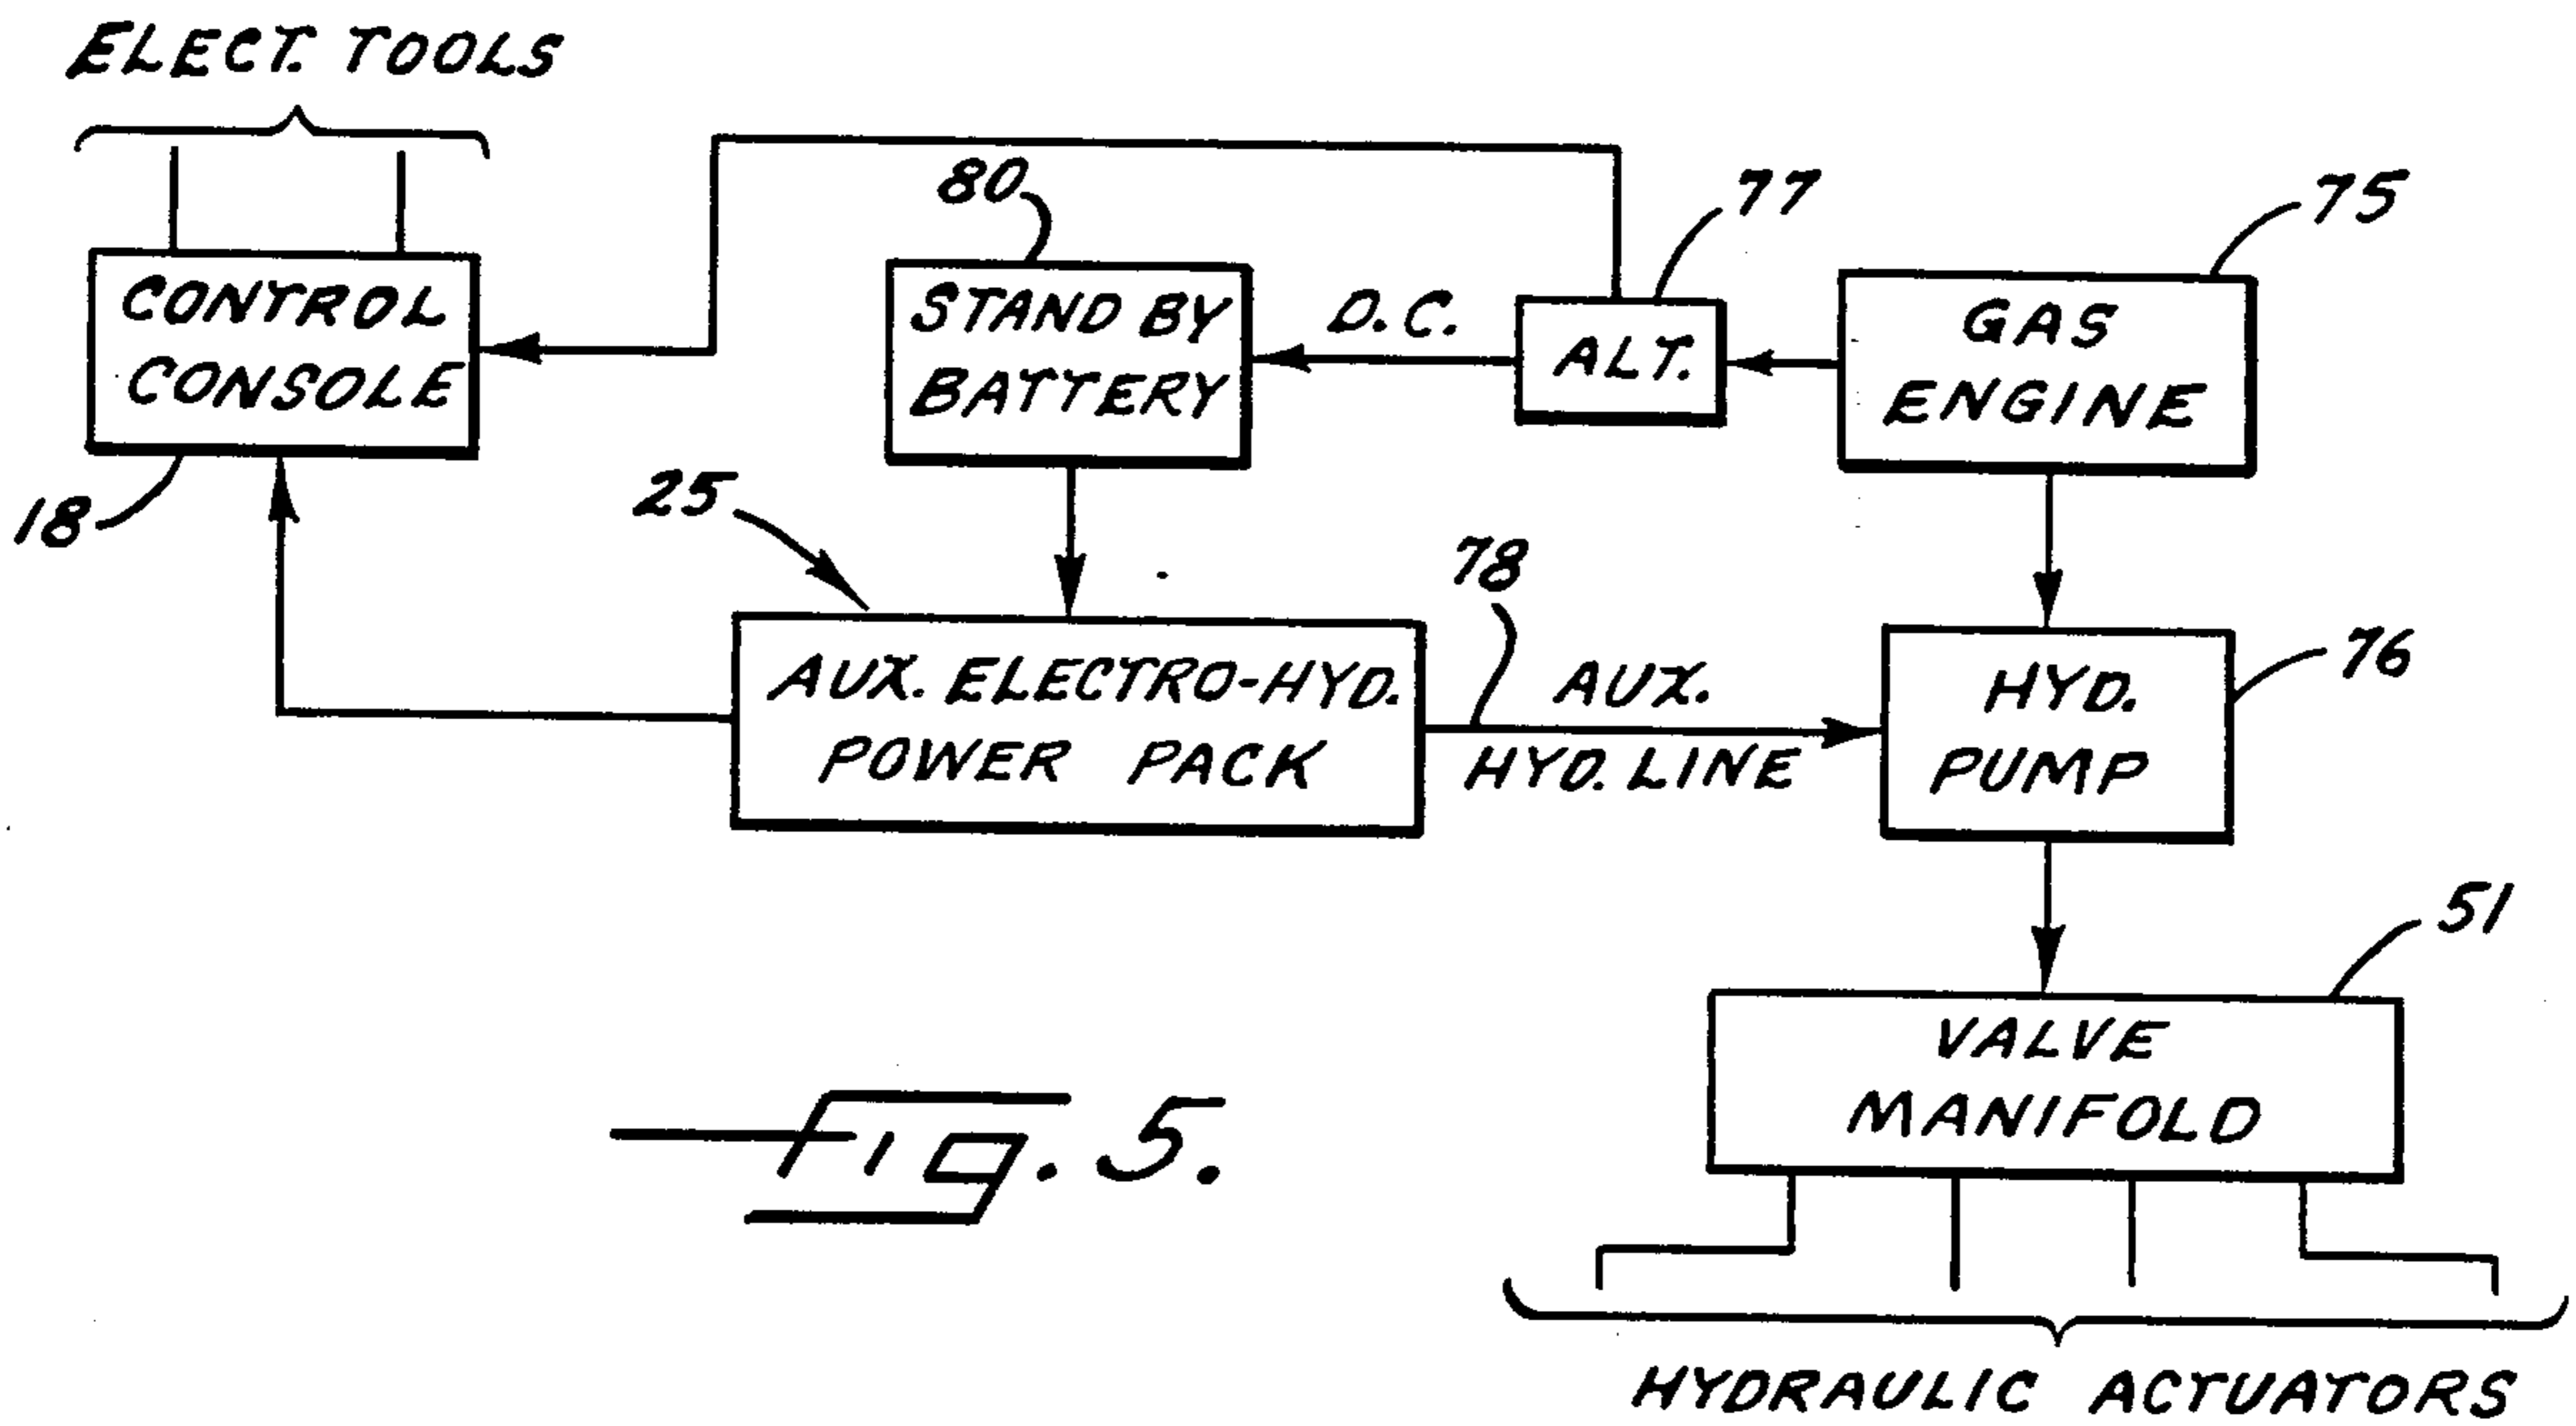 ELECT. TOOLS
CONTROL
CONSOLE
18
80
STAND BY
BATTERY
D.C.
77
ALT.
75
GAS
ENGINE
25
AUX. ELECTRO-HYD.
POWER PACK
78
AUX.
HYD. LINE
HYD.
PUMP
76
51
VALVE
MANIFOLD
HYDRAULIC ACTUATORS
Fig. 5.